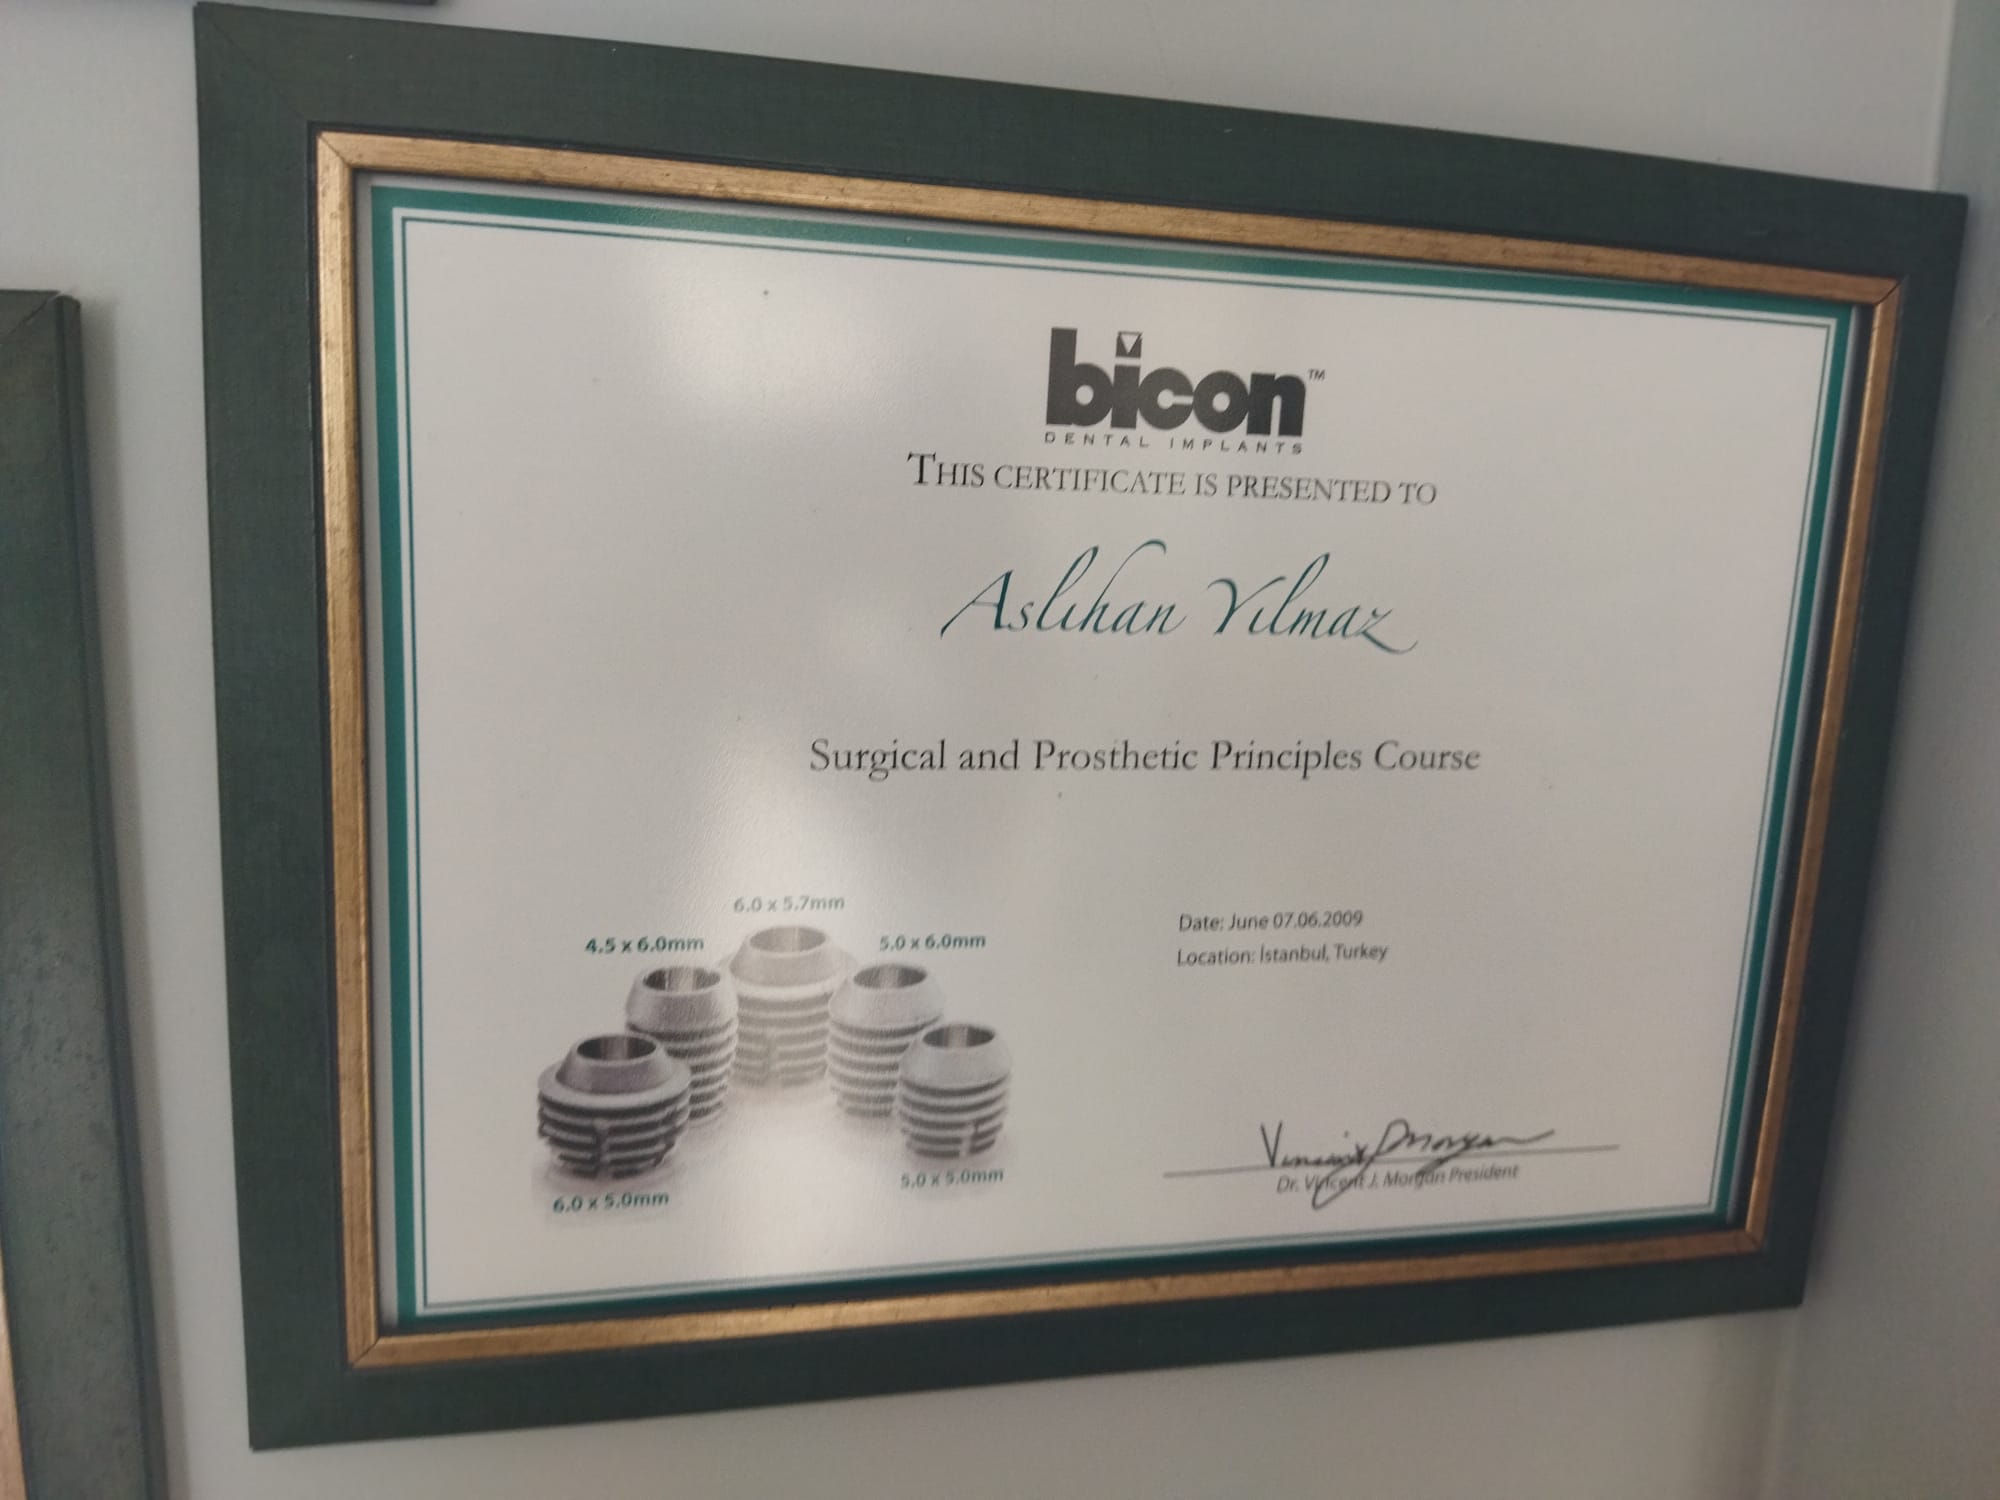 bicon™
DENTAL IMPLANTS
THIS CERTIFICATE IS PRESENTED TO
Aslıhan Yılmaz
Surgical and Prosthetic Principles Course
6.0 x 5.7mm
4.5 x 6.0mm
5.0 x 6.0mm
6.0 x 5.0mm
5.0 x 5.0mm
Date: June 07.06.2009
Location: İstanbul, Turkey
Vincent J Morgan
Dr. Vincent J. Morgan President